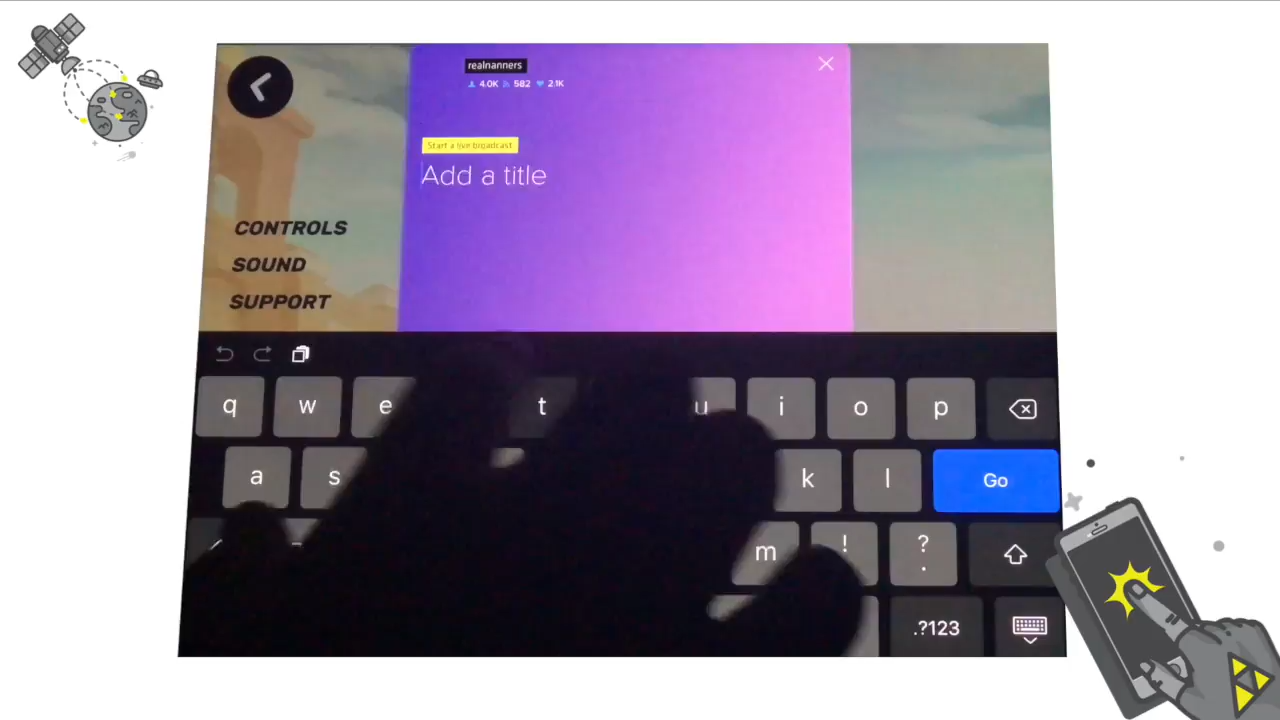 realnanners
4.0K 582 2.1K
Start a live broadcast
Add a title
CONTROLS
SOUND
SUPPORT
q w e t u i o p
a s k l Go
m ! ? .
.?123